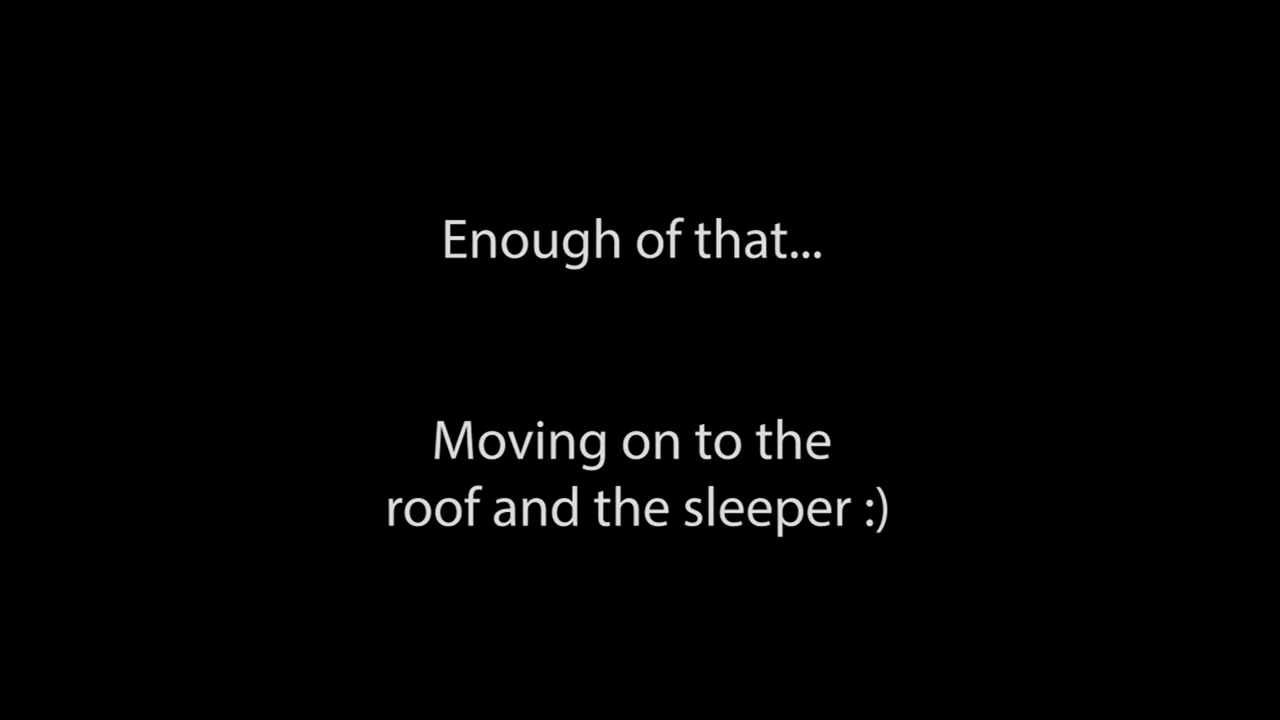 Enough of that...
Moving on to the
roof and the sleeper :)